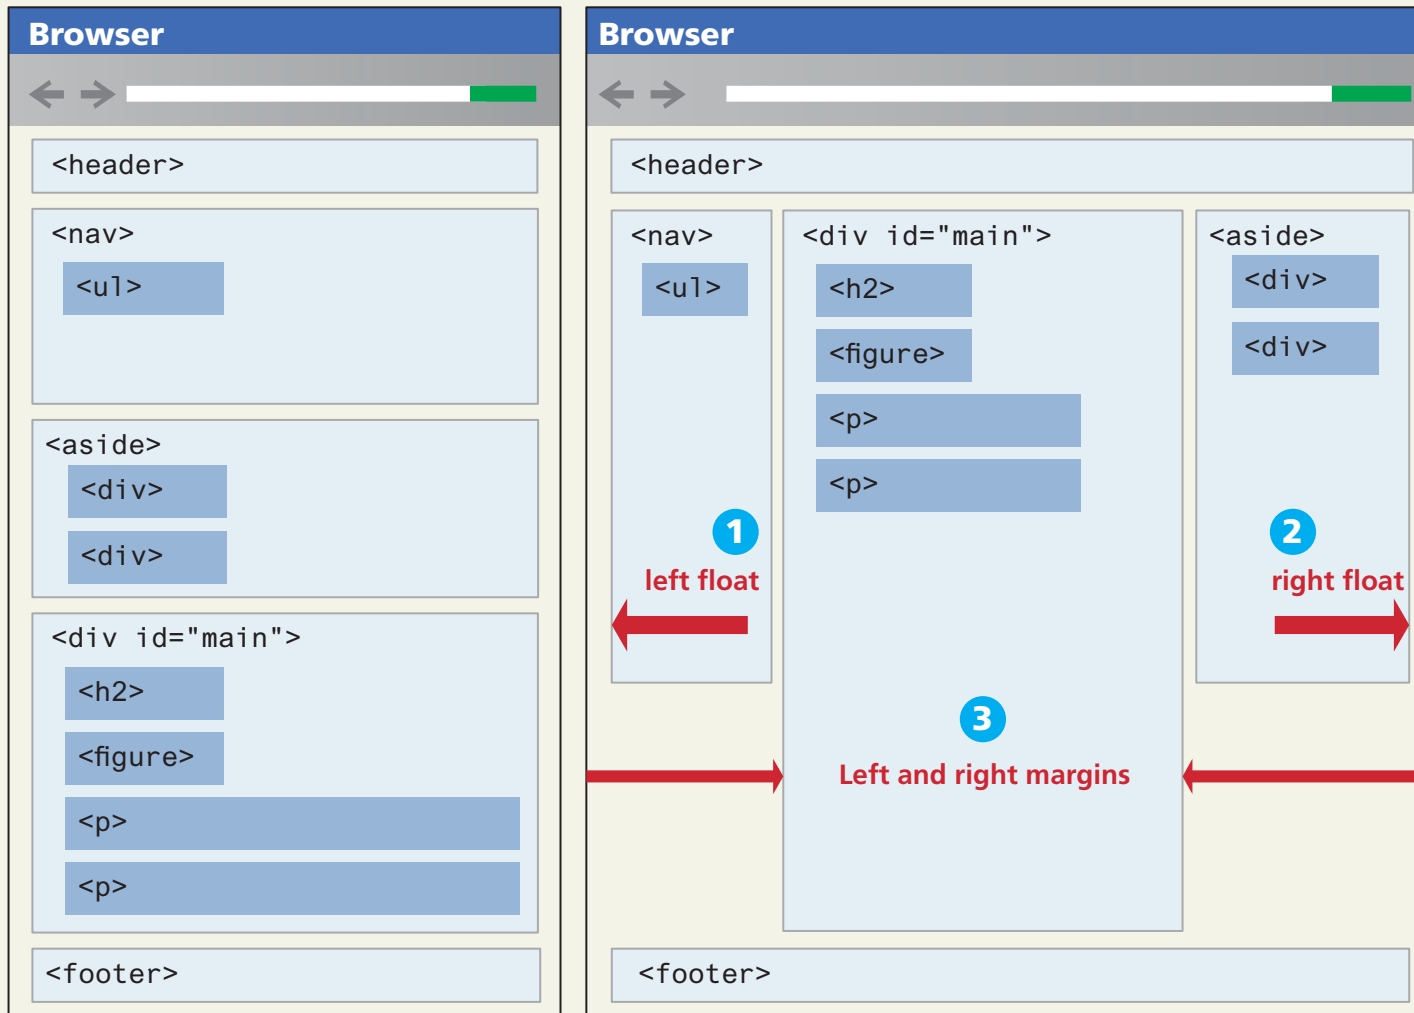 Browser
<header>
<nav>
<ul>
<aside>
<div>
<div>
<div id="main">
<h2>
<figure>
<p>
<p>
<footer>
Browser
<header>
<nav>
<ul>
1
left float
<div id="main">
<h2>
<figure>
<p>
<p>
3
Left and right margins
<aside>
<div>
<div>
2
right float
<footer>